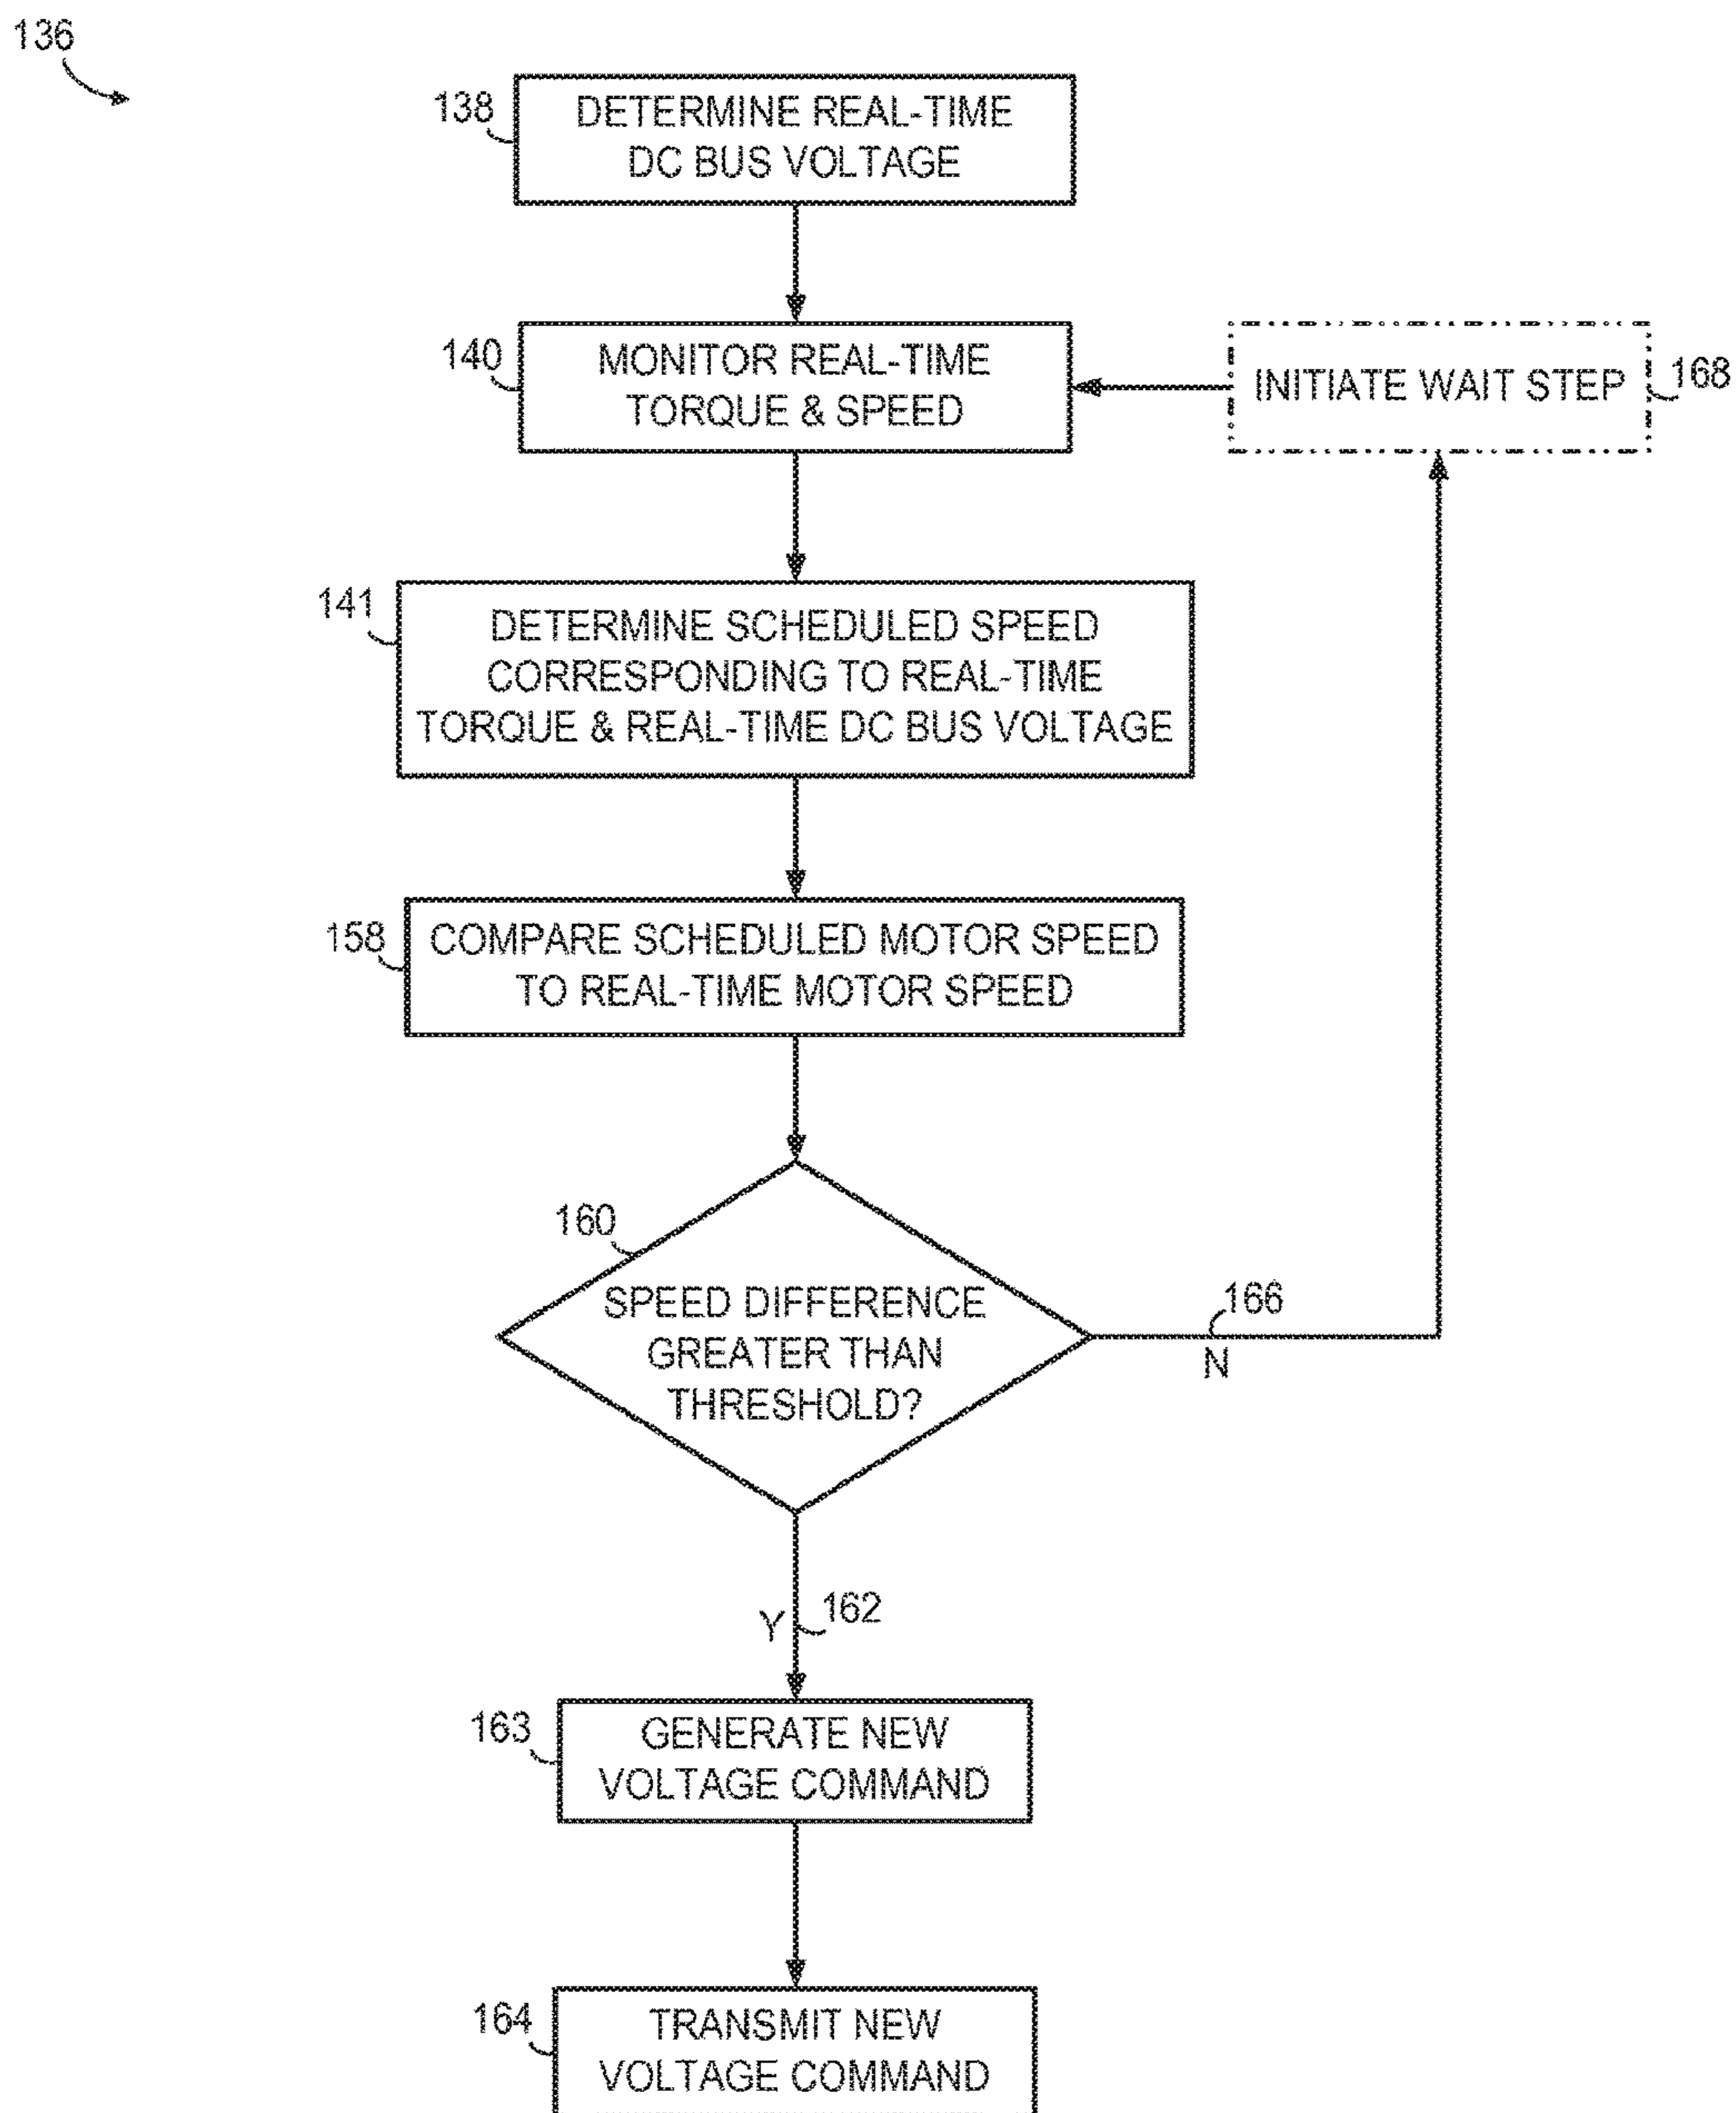 136
138
DETERMINE REAL-TIME
DC BUS VOLTAGE
140
MONITOR REAL-TIME
TORQUE & SPEED
INITIATE WAIT STEP
168
141
DETERMINE SCHEDULED SPEED
CORRESPONDING TO REAL-TIME
TORQUE & REAL-TIME DC BUS VOLTAGE
158
COMPARE SCHEDULED MOTOR SPEED
TO REAL-TIME MOTOR SPEED
160
SPEED DIFFERENCE
GREATER THAN
THRESHOLD?
166
N
Y
162
163
GENERATE NEW
VOLTAGE COMMAND
164
TRANSMIT NEW
VOLTAGE COMMAND